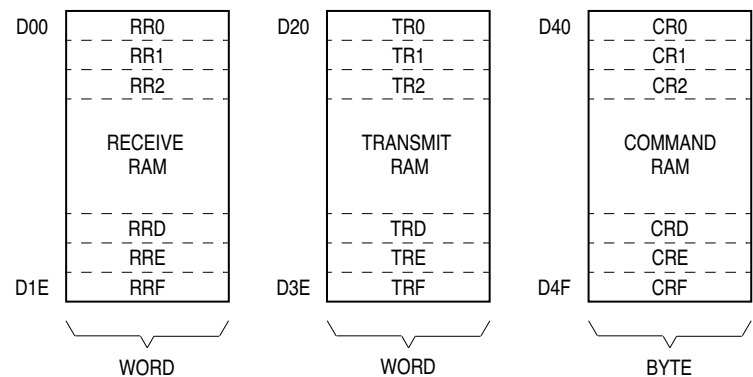 D00 RR0 D20 TR0 D40 CR0
RR1 TR1 CR1
RR2 TR2 CR2
RECEIVE TRANSMIT COMMAND
RAM RAM RAM
RRD TRD CRD
RRE TRE CRE
D1E RRF D3E TRF D4F CRF
WORD WORD BYTE